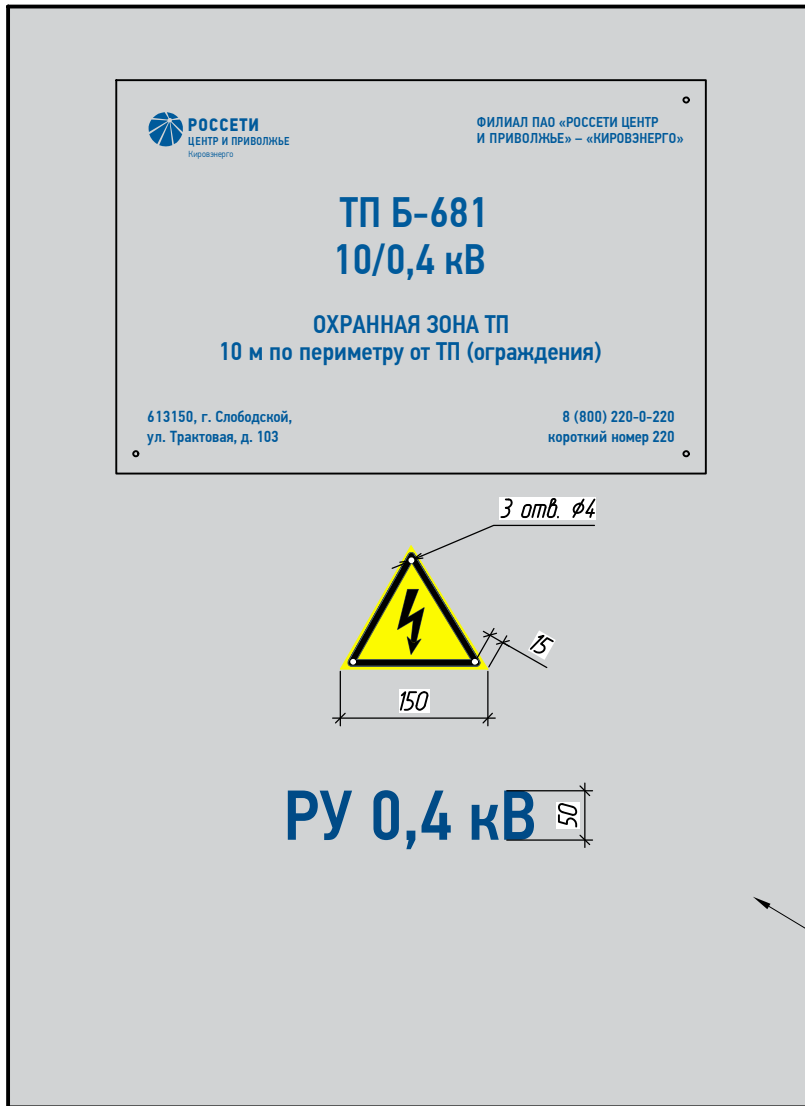 РОССЕТИ
ЦЕНТР И ПРИВОЛЖЬЕ
Кировэнерго
ФИЛИАЛ ПАО «РОССЕТИ ЦЕНТР
И ПРИВОЛЖЬЕ» – «КИРОВЭНЕРГО»
ТП Б-681
10/0,4 кВ
ОХРАННАЯ ЗОНА ТП
10 м по периметру от ТП (ограждения)
613150, г. Слободской,
ул. Трактовая, д. 103
8 (800) 220-0-220
короткий номер 220
3 отв. ϕ4
15
150
РУ 0,4 кВ
50